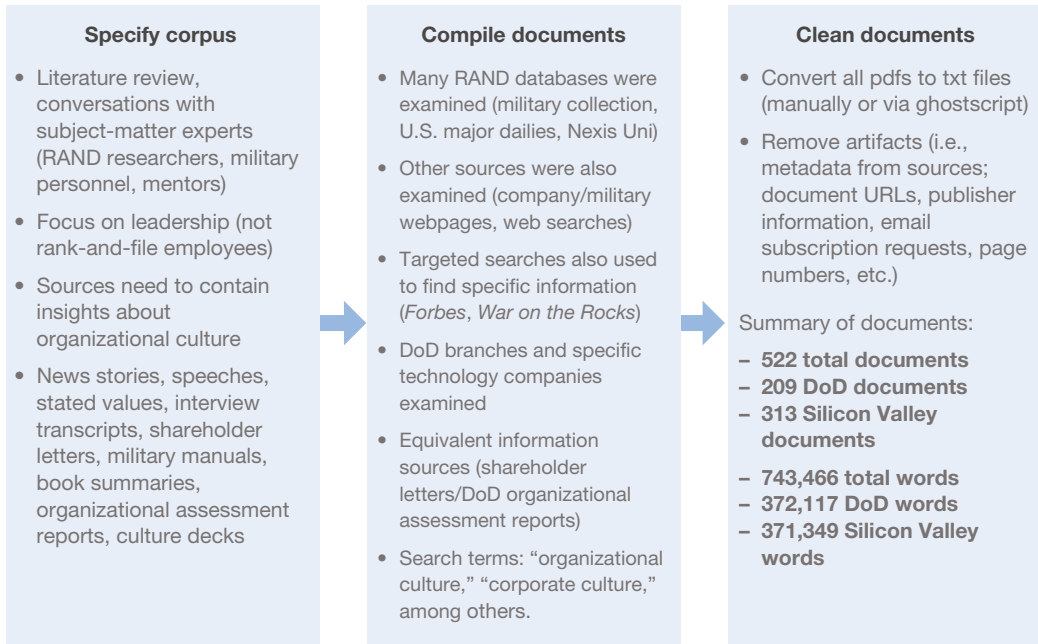 Specify corpus
• Literature review,
conversations with
subject-matter experts
(RAND researchers, military
personnel, mentors)
• Focus on leadership (not
rank-and-file employees)
• Sources need to contain
insights about
organizational culture
• News stories, speeches,
stated values, interview
transcripts, shareholder
letters, military manuals,
book summaries,
organizational assessment
reports, culture decks
Compile documents
• Many RAND databases were
examined (military collection,
U.S. major dailies, Nexis Uni)
• Other sources were also
examined (company/military
webpages, web searches)
• Targeted searches also used
to find specific information
(Forbes, War on the Rocks)
• DoD branches and specific
technology companies
examined
• Equivalent information
sources (shareholder
letters/DoD organizational
assessment reports)
• Search terms: “organizational
culture,” “corporate culture,”
among others.
Clean documents
• Convert all pdfs to txt files
(manually or via ghostscript)
• Remove artifacts (i.e.,
metadata from sources;
document URLs, publisher
information, email
subscription requests, page
numbers, etc.)
Summary of documents:
– 522 total documents
– 209 DoD documents
– 313 Silicon Valley
documents
– 743,466 total words
– 372,117 DoD words
– 371,349 Silicon Valley
words